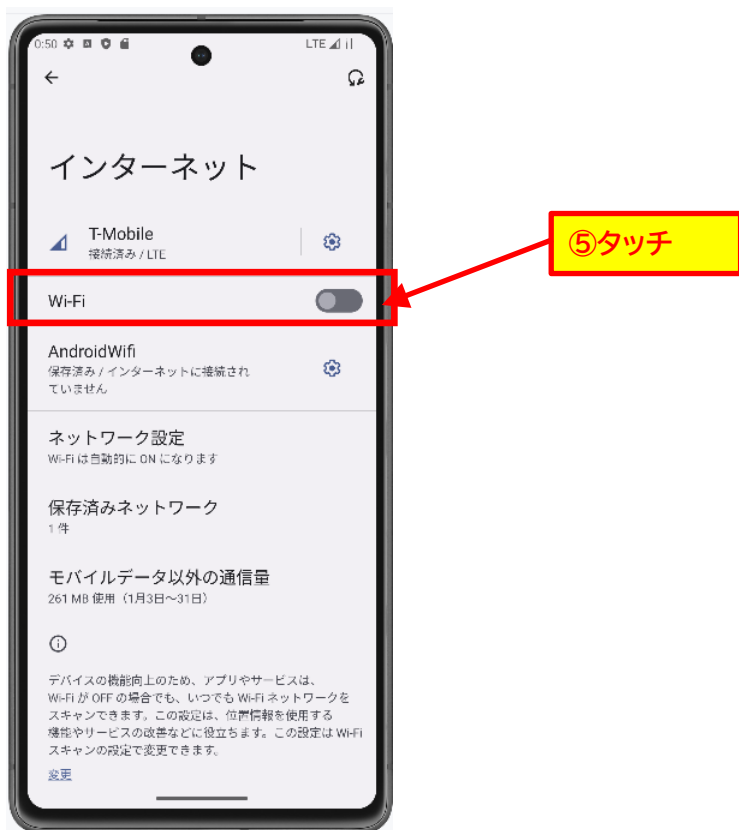 0:50
LTE
インターネット
T-Mobile
接続済み / LTE
⑤タッチ
Wi-Fi
AndroidWifi
保存済み / インターネットに接続され
ていません
ネットワーク設定
Wi-Fi は自動的に ON になります
保存済みネットワーク
1 件
モバイルデータ以外の通信量
261 MB 使用（1月3日～31日）
デバイスの機能向上のため、アプリやサービスは、
Wi-Fi が OFF の場合でも、いつでも Wi-Fi ネットワークを
スキャンできます。この設定は、位置情報を使用する
機能やサービスの改善などに役立ちます。この設定は Wi-Fi
スキャンの設定で変更できます。
変更